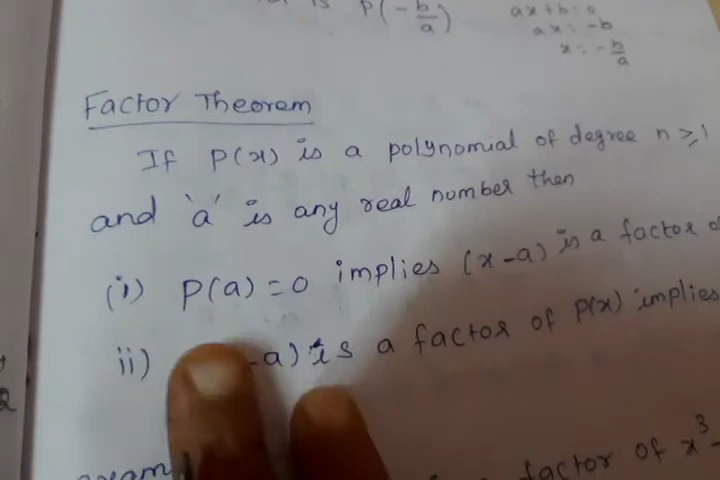 is P(-b/a)
ax+b=0
ax=-b
x=-b/a
Factor Theorem
If P(x) is a polynomial of degree n≥1
and 'a' is any real number then
(i) P(a)=0 implies (x-a) is a factor
ii) -a) is a factor of P(x) implies
factor of x³-